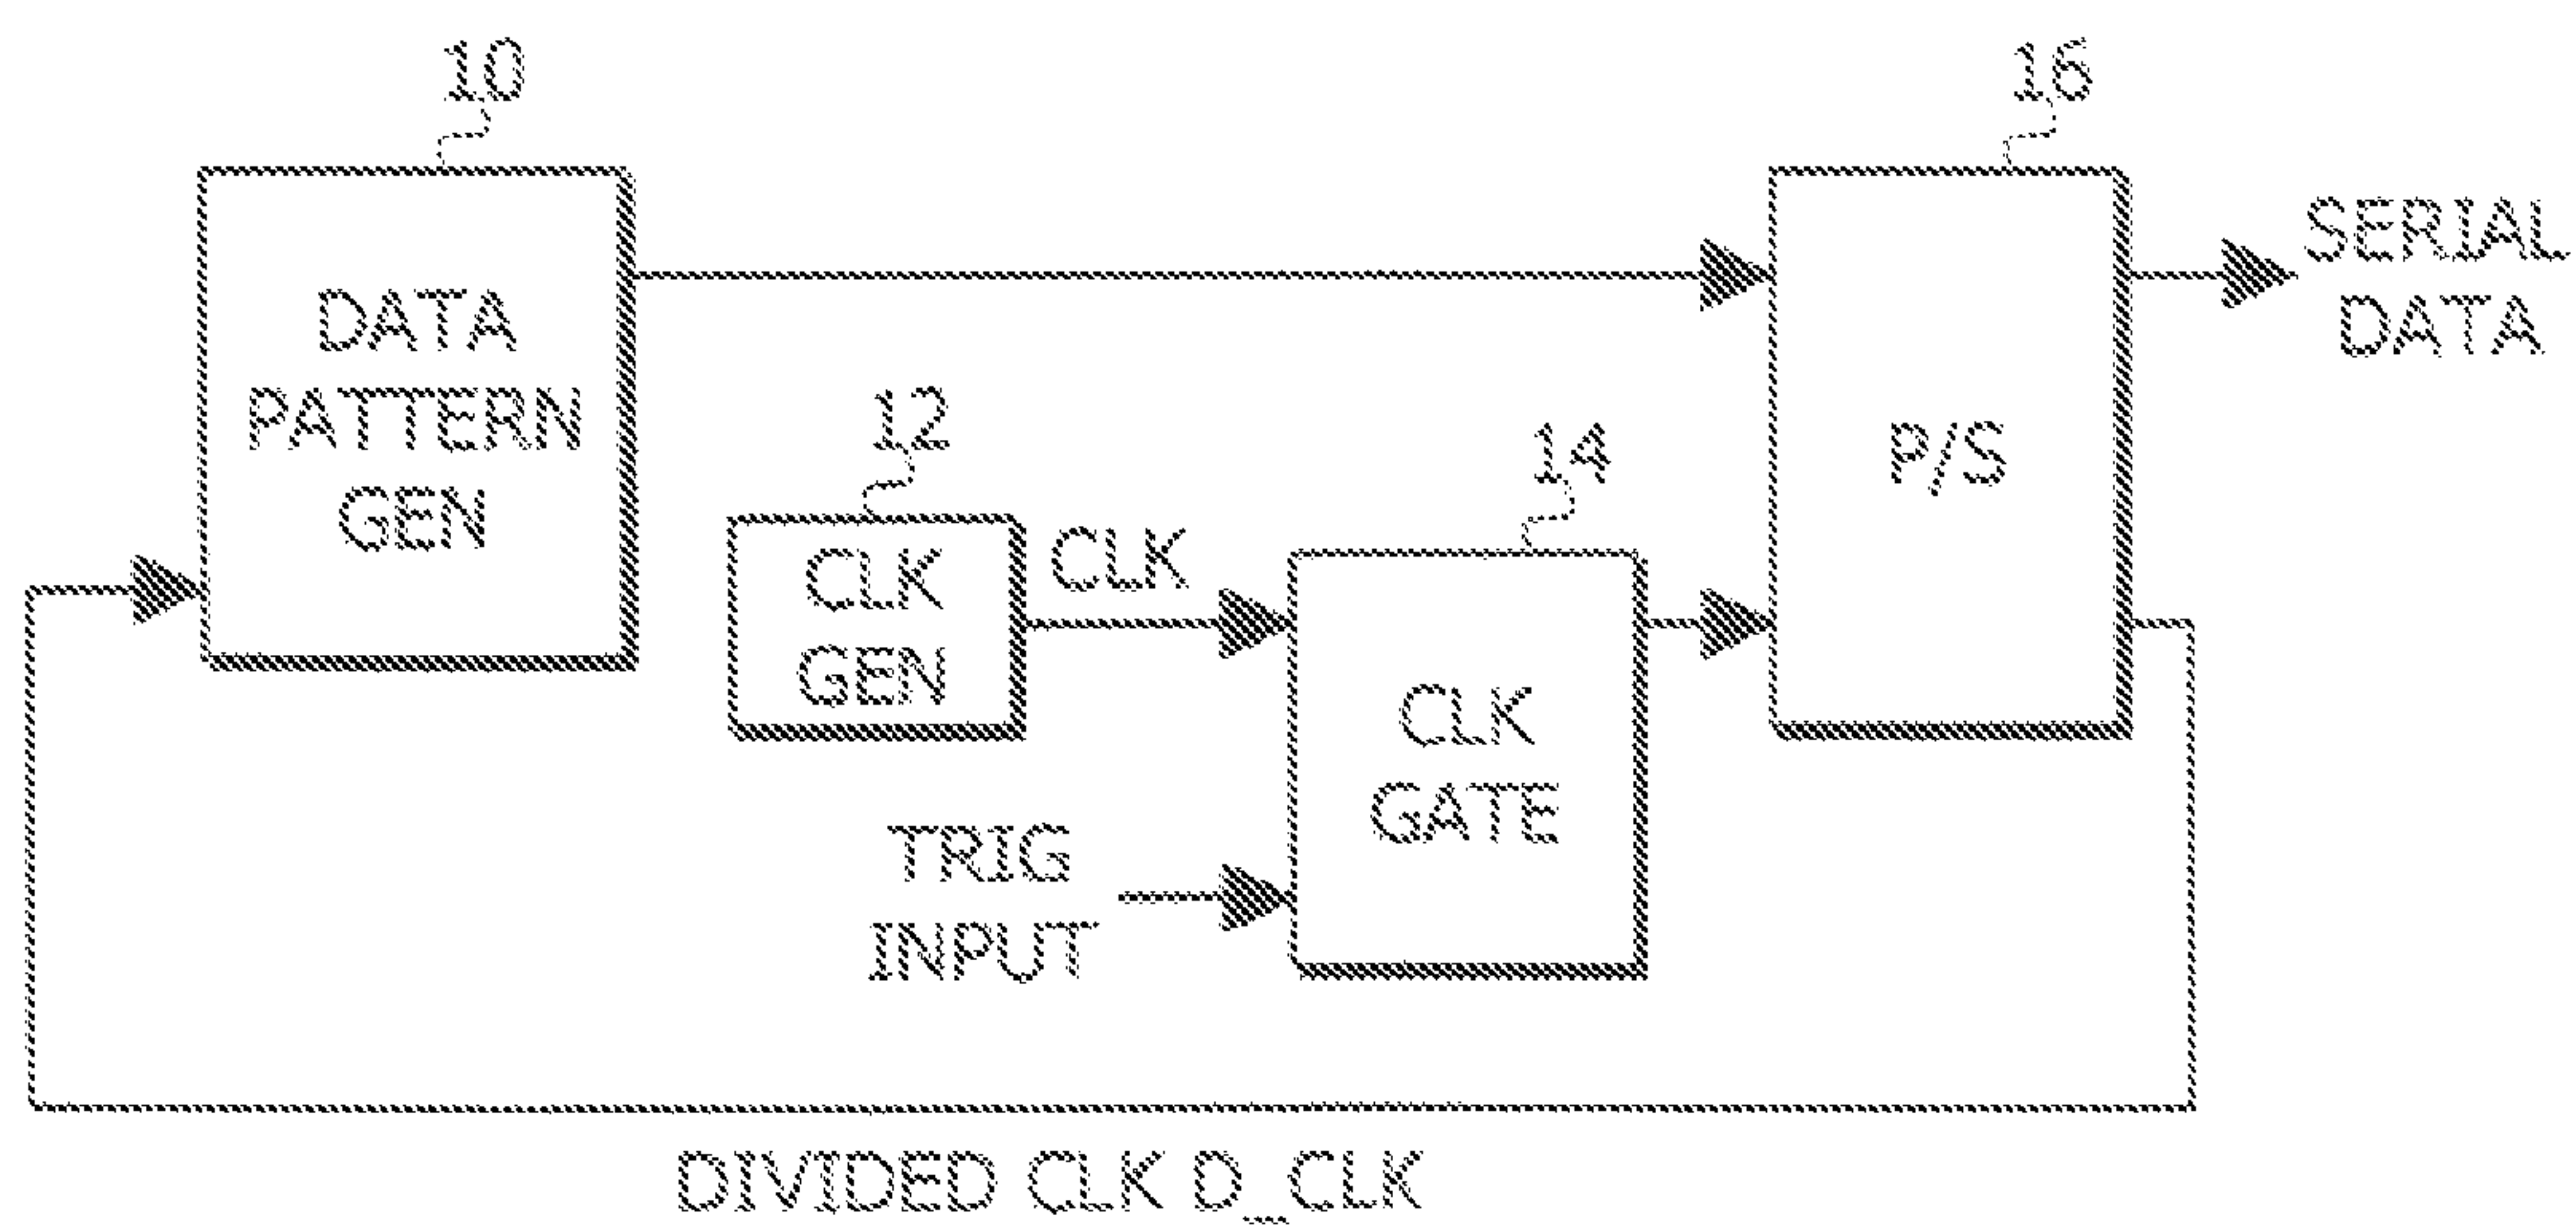 10
16
DATA
PATTERN
GEN
SERIAL
DATA
12
CLK
GEN
CLK
14
P/S
CLK
GATE
TRIG
INPUT
DIVIDED CLK D_CLK